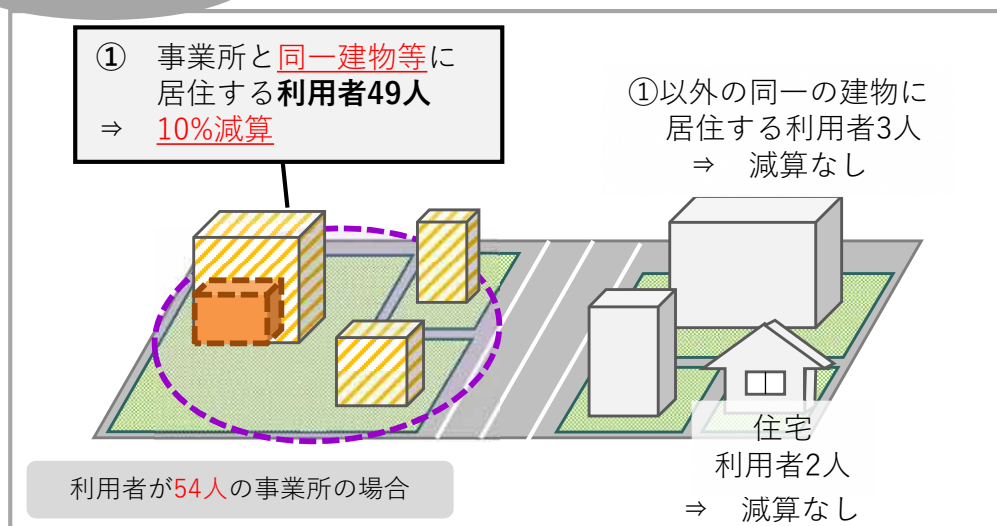 ① 事業所と同一建物等に
居住する利用者49人
⇒ 10%減算
①以外の同一の建物に
居住する利用者3人
⇒ 減算なし
住宅
利用者2人
⇒ 減算なし
利用者が54人の事業所の場合